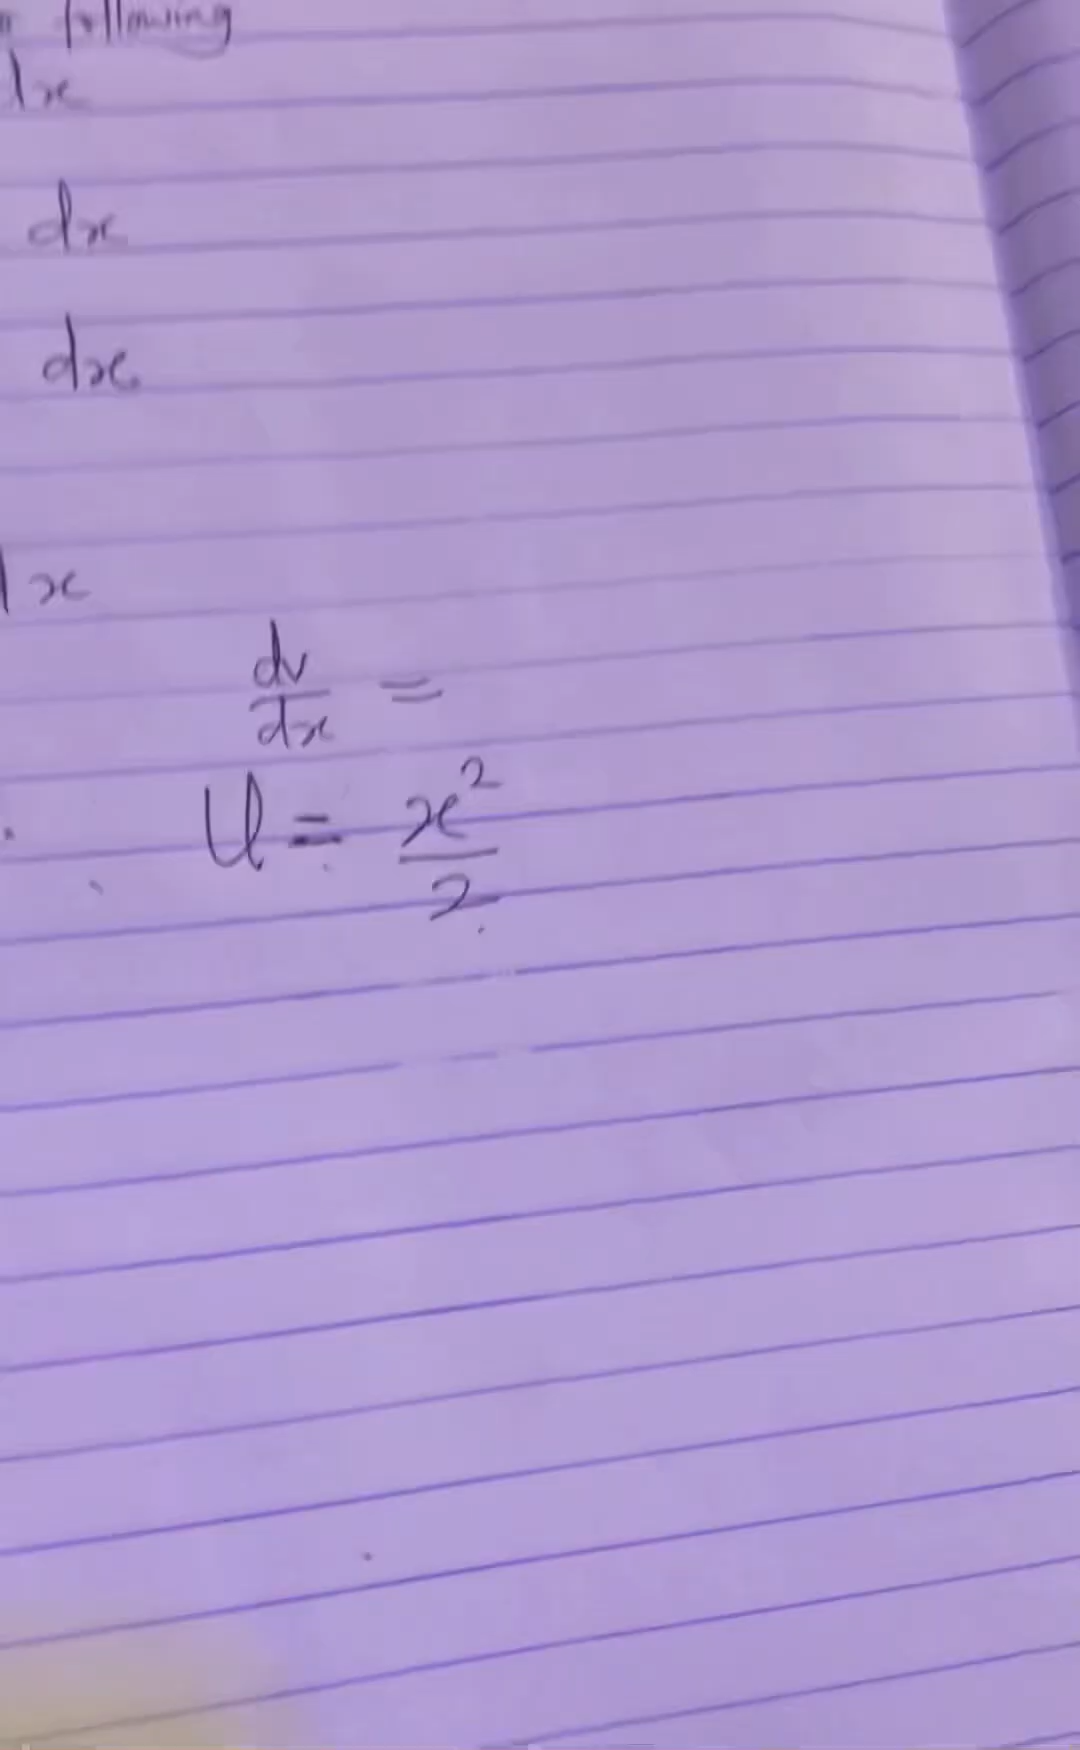 following
dx
dx
dx
dx
dv/dx =
U = x²/2